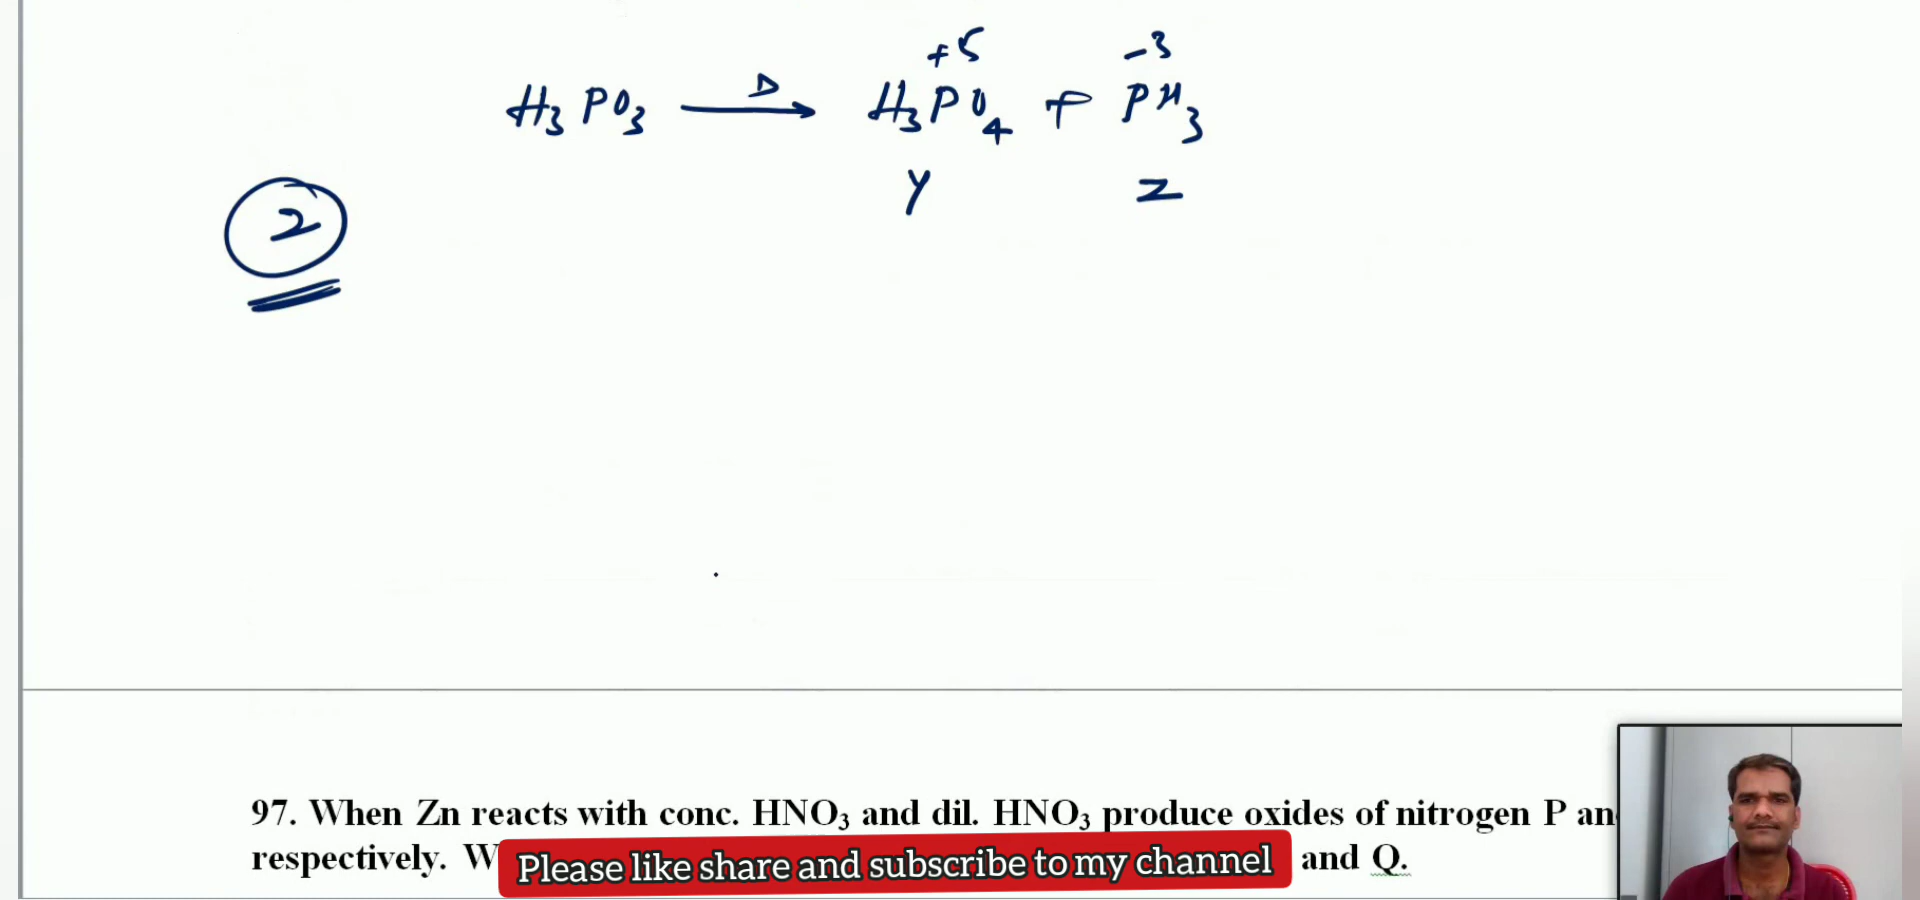 +5 -3
H₃PO₃ —Δ→ H₃PO₄ + PH₃
Y Z
2
97. When Zn reacts with conc. HNO₃ and dil. HNO₃ produce oxides of nitrogen P
respectively. and Q.
Please like share and subscribe to my channel